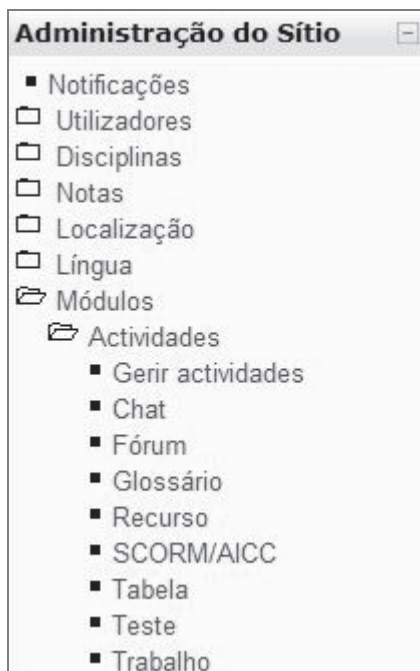 Administração do Sítio
Notificações
Utilizadores
Disciplinas
Notas
Localização
Língua
Módulos
Actividades
Gerir actividades
Chat
Fórum
Glossário
Recurso
SCORM/AICC
Tabela
Teste
Trabalho